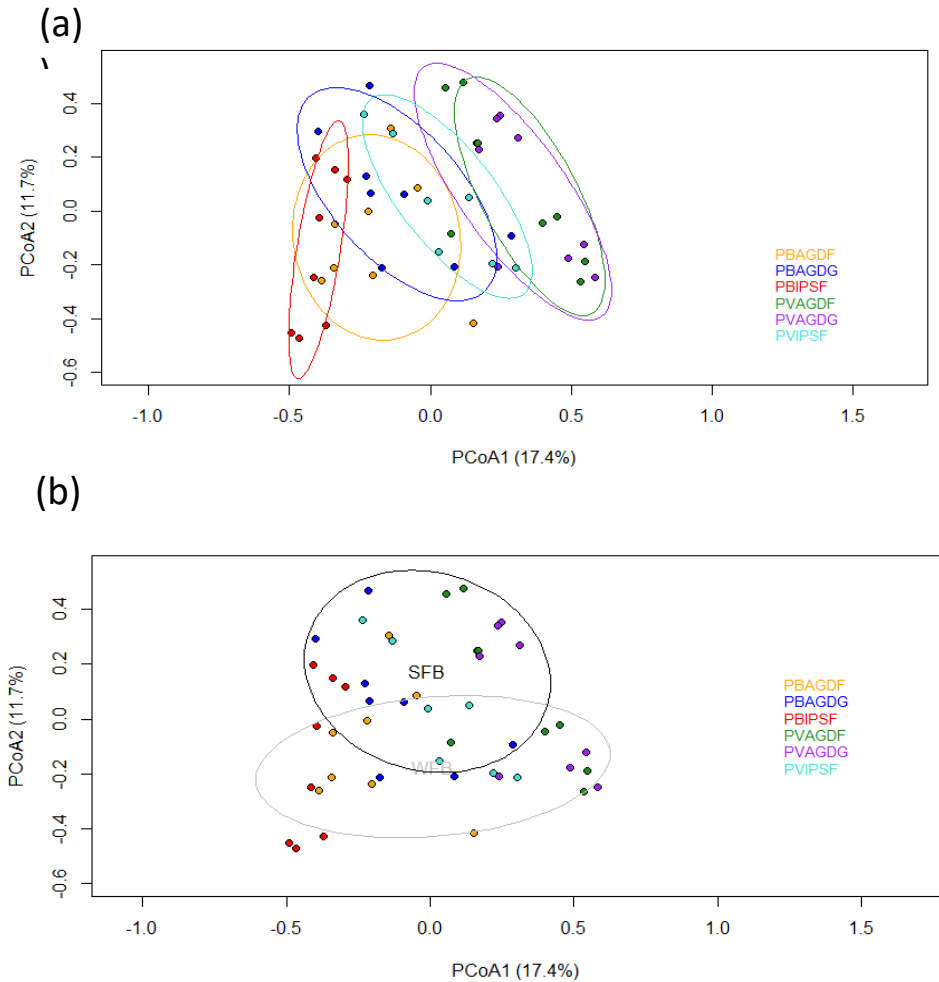 (a)
PCoA2 (11.7%)
0.4
0.2
0.0
-0.2
-0.4
-0.6
PBAGDF
PBAGDG
PBIPSF
PVAGDF
PVAGDG
PVIPSF
-1.0 -0.5 0.0 0.5 1.0 1.5
PCoA1 (17.4%)
(b)
PCoA2 (11.7%)
0.4
0.2
0.0
-0.2
-0.4
-0.6
SFB
WFB
PBAGDF
PBAGDG
PBIPSF
PVAGDF
PVAGDG
PVIPSF
-1.0 -0.5 0.0 0.5 1.0 1.5
PCoA1 (17.4%)